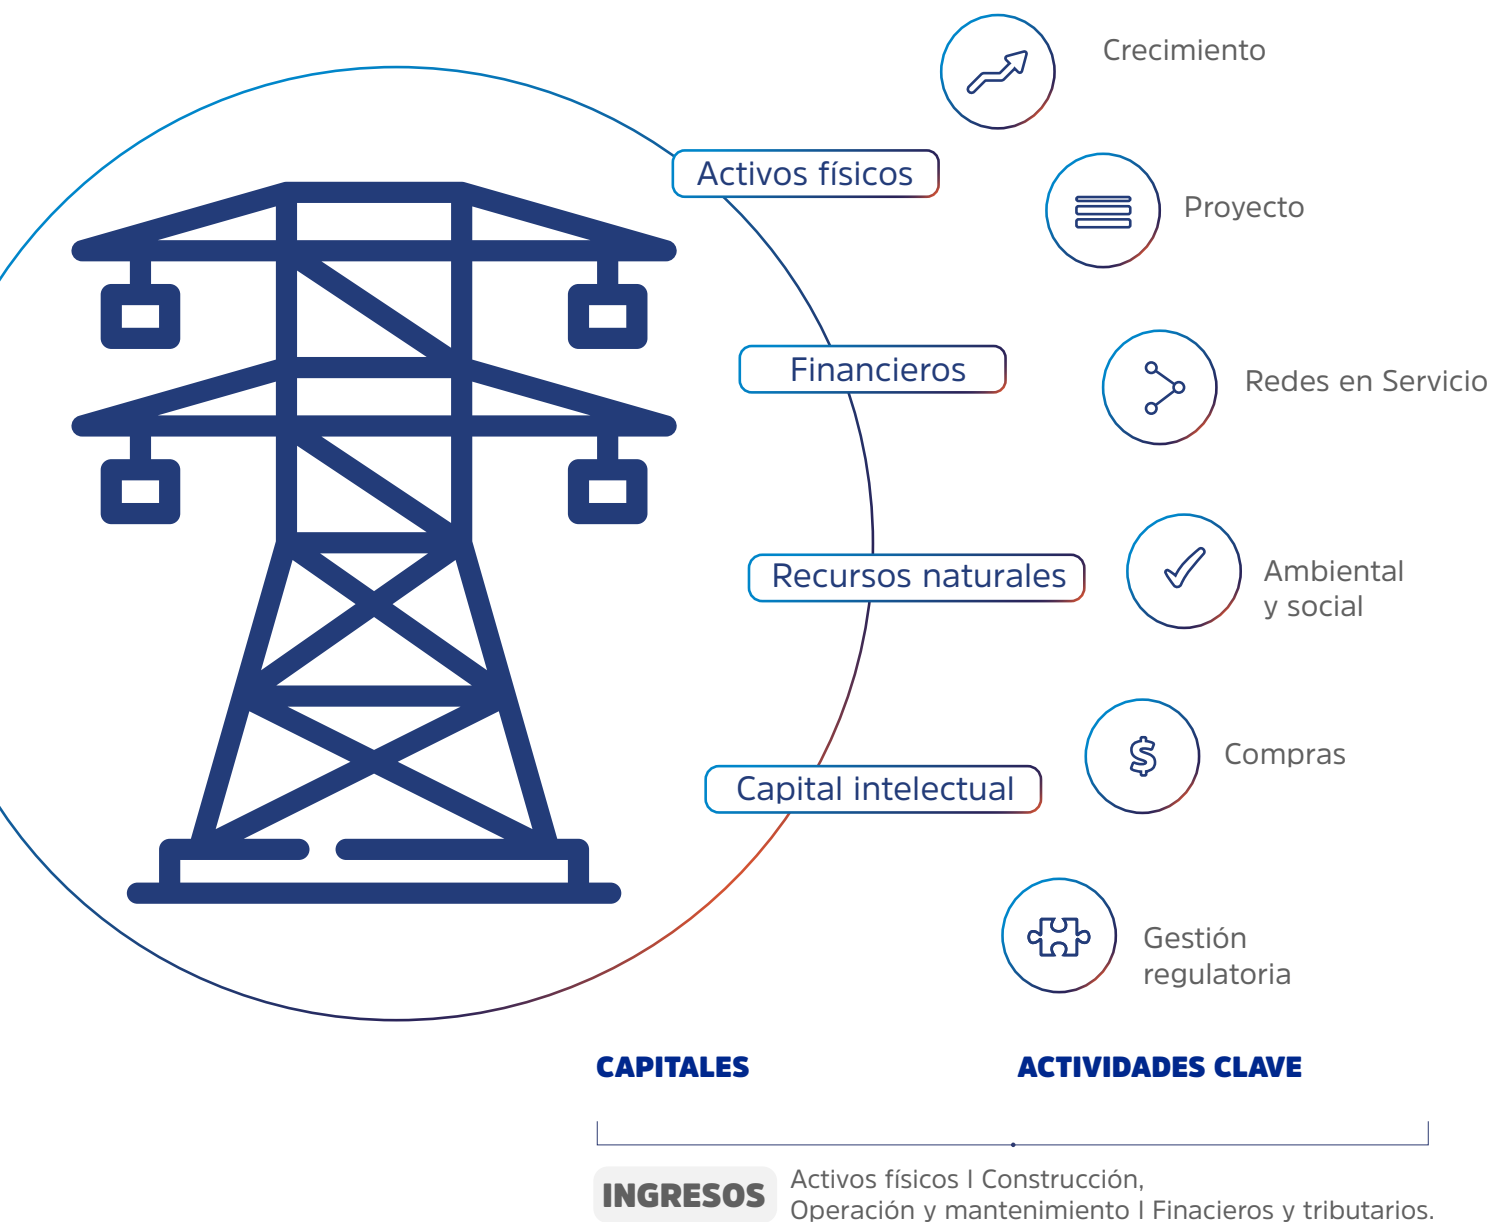 Crecimiento
Activos físicos
Proyecto
Financieros
Redes en Servicio
Recursos naturales
Ambiental
y social
Compras
Capital intelectual
Gestión
regulatoria
CAPITALES
ACTIVIDADES CLAVE
INGRESOS
Activos físicos I Construcción,
Operación y mantenimiento I Finacieros y tributarios.